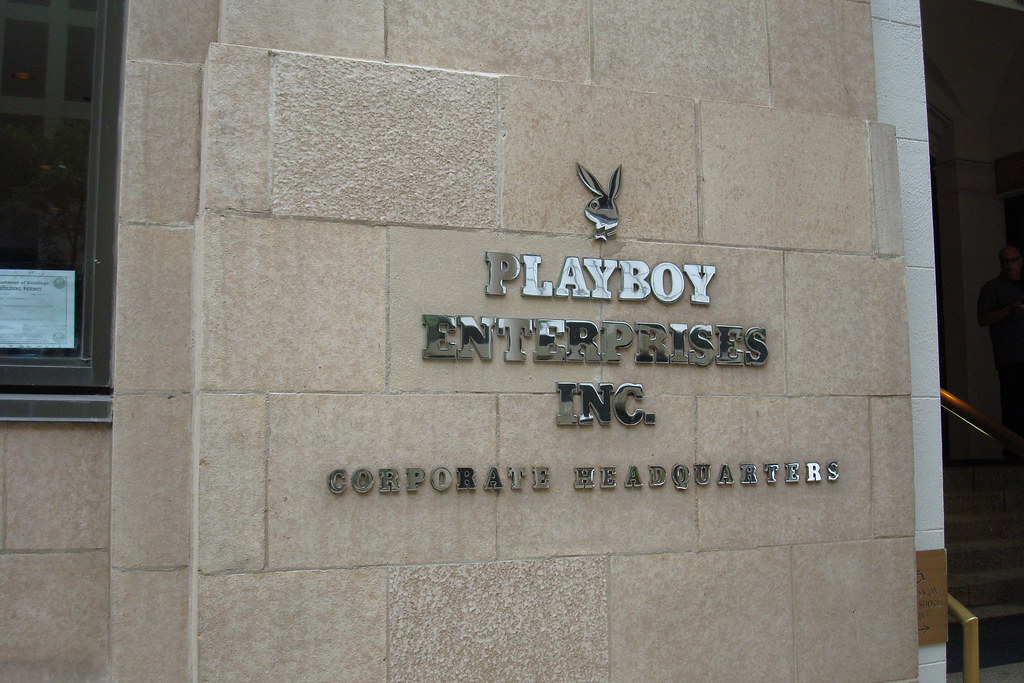 PLAYBOY
ENTERPRISES
INC.
CORPORATE HEADQUARTERS